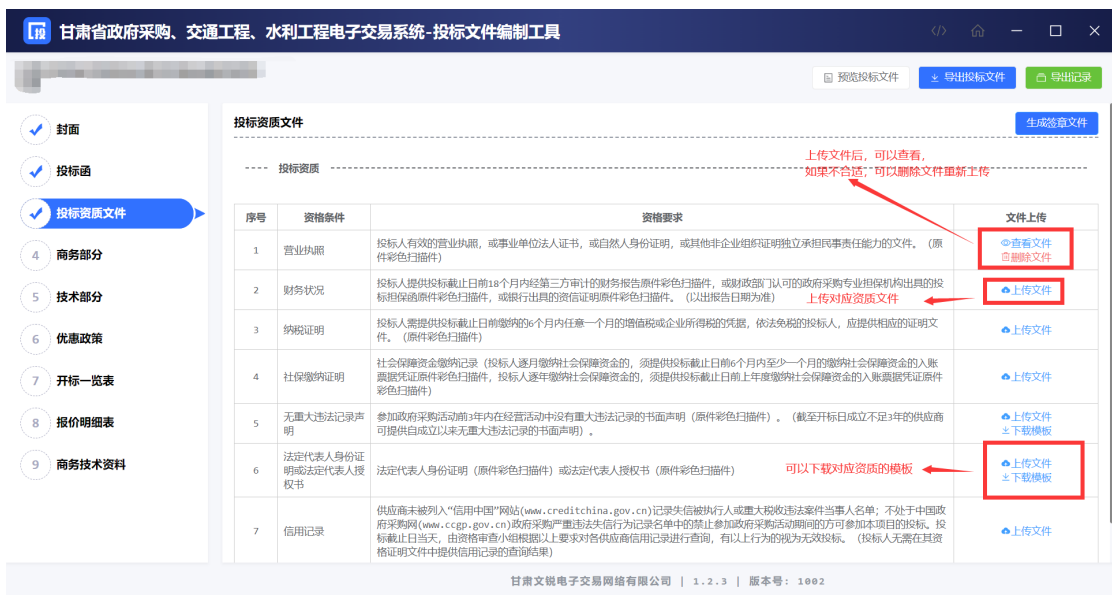 投 甘肃省政府采购、交通工程、水利工程电子交易系统-投标文件编制工具
预览投标文件 导出投标文件 导出记录
封面
投标函
投标资质文件
4 商务部分
5 技术部分
6 优惠政策
7 开标一览表
8 报价明细表
9 商务技术资料
投标资质文件 生成签章文件
投标资质
上传文件后，可以查看，
如果不合适，可以删除文件重新上传
序号 资格条件 资格要求 文件上传
1 营业执照
投标人有效的营业执照，或事业单位法人证书，或自然人身份证明，或其他非企业组织证明独立承担民事责任能力的文件。（原
件彩色扫描件）
查看文件
删除文件
2 财务状况
投标人提供投标截止日前18个月内经第三方审计的财务报告原件彩色扫描件，或财政部门认可的政府采购专业担保机构出具的投
标担保函原件彩色扫描件，或银行出具的资信证明原件彩色扫描件。（以出报告日期为准）
上传对应资质文件
上传文件
3 纳税证明
投标人需提供投标截止日前缴纳的6个月内任意一个月的增值税或企业所得税的凭据，依法免税的投标人，应提供相应的证明文
件。（原件彩色扫描件）
上传文件
4 社保缴纳证明
社会保障资金缴纳记录（投标人逐月缴纳社会保障资金的，须提供投标截止日前6个月内至少一个月的缴纳社会保障资金的入账
票据凭证原件彩色扫描件，投标人逐年缴纳社会保障资金的，须提供投标截止日前上年度缴纳社会保障资金的入账票据凭证原件
彩色扫描件）
上传文件
5 无重大违法记录声
明
参加政府采购活动前3年内在经营活动中没有重大违法记录的书面声明（原件彩色扫描件）。（截至开标日成立不足3年的供应商
可提供自成立以来无重大违法记录的书面声明）。
上传文件
下载模板
6 法定代表人身份证
明或法定代表人授
权书
法定代表人身份证明（原件彩色扫描件）或法定代表人授权书（原件彩色扫描件）
可以下载对应资质的模板
上传文件
下载模板
7 信用记录
供应商未被列入“信用中国”网站(www.creditchina.gov.cn)记录失信被执行人或重大税收违法案件当事人名单；不处于中国政
府采购网(www.ccgp.gov.cn)政府采购严重违法失信行为记录名单中的禁止参加政府采购活动期间的方可参加本项目的投标。投
标截止日当天，由资格审查小组根据以上要求对各供应商信用记录进行查询，有以上行为的视为无效投标。（投标人无需在其资
格证明文件中提供信用记录的查询结果）
上传文件
甘肃文锐电子交易网络有限公司 | 1.2.3 | 版本号: 1002